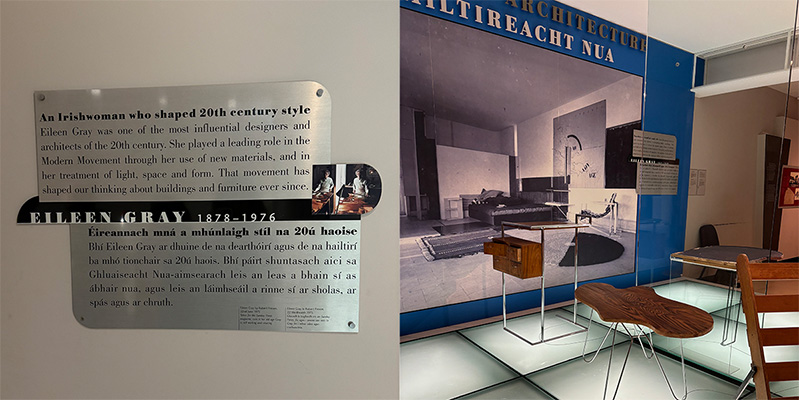 An Irishwoman who shaped 20th century style
Eileen Gray was one of the most influential designers and
architects of the 20th century. She played a leading role in the
Modern Movement through her use of new materials, and in
her treatment of light, space and form. That movement has
shaped our thinking about buildings and furniture ever since.
EILEEN GRAY 1878–1976
Éireannach mná a mhúnlaigh stíl na 20ú haoise
Bhí Eileen Gray ar dhuine de na dearthóirí agus de na hailtirí
ba mhó tionchair sa 20ú haois. Bhí páirt shuntasach aici sa
Ghluaiseacht Nua-aimsearach leis an leas a bhain sí as
ábhair nua, agus leis an láimhseáil a rinne sí ar sholas, ar
spás agus ar chruth.
ARCHITECTURE
AILTIREACHT NUA